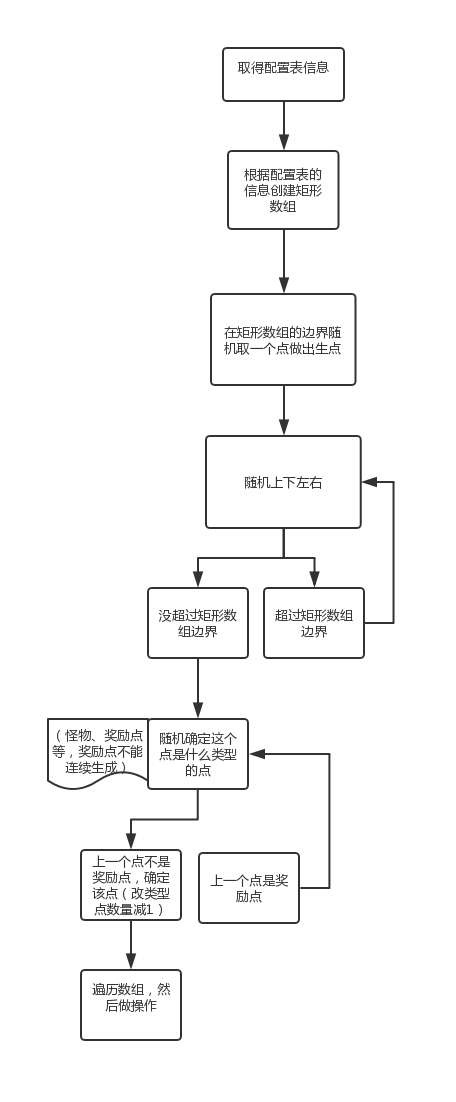 取得配置表信息
根据配置表的
信息创建矩形
数组
在矩形数组的边界随
机取一个点做出生点
随机上下左右
没超过矩形数
组边界
超过矩形数组
边界
（怪物、奖励点
等，奖励点不能
连续生成）
随机确定这个
点是什么类型
的点
上一个点不是
奖励点，确定
该点（改类型
点数量减1）
上一个点是奖
励点
遍历数组，然
后做操作